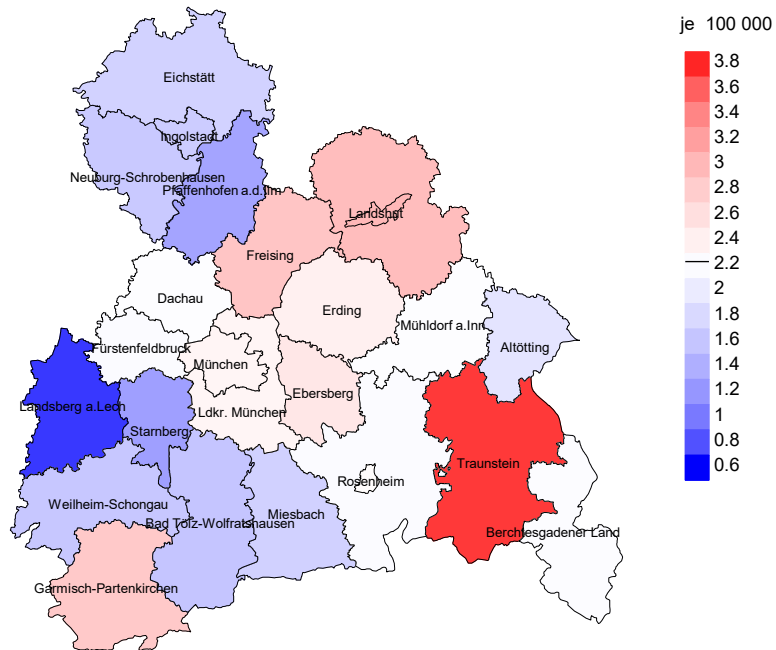 je 100 000
3.8
3.6
3.4
3.2
3
2.8
2.6
2.4
2.2
2
1.8
1.6
1.4
1.2
1
0.8
0.6
Eichstätt
Ingolstadt
Neuburg-Schrobenhausen
Pfaffenhofen a.d.Ilm
Landshut
Freising
Dachau
Erding
Mühldorf a.Inn
Fürstenfeldbruck
Altötting
München
Ebersberg
Landsberg a.Lech
Ldkr. München
Starnberg
Traunstein
Rosenheim
Weilheim-Schongau
Miesbach
Bad Tölz-Wolfratshausen
Berchtesgadener Land
Garmisch-Partenkirchen